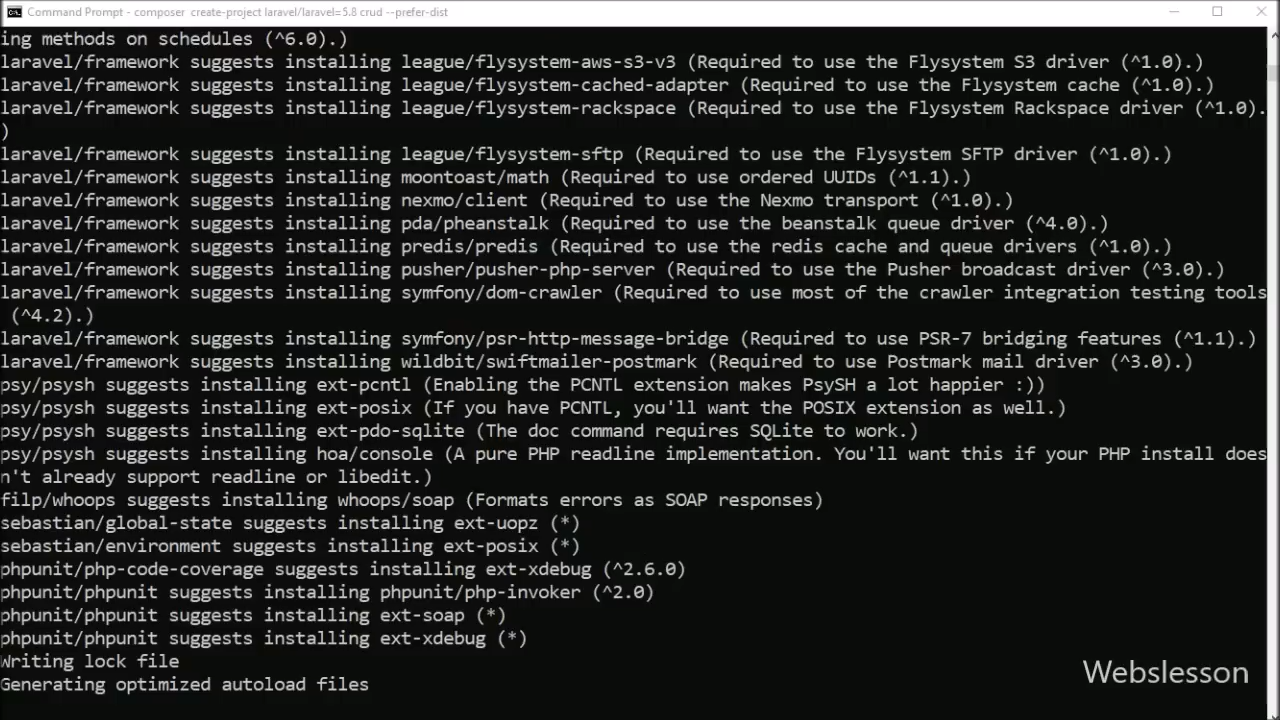 Command Prompt - composer create-project laravel/laravel=5.8 crud --prefer-dist
ing methods on schedules (^6.0).)
laravel/framework suggests installing league/flysystem-aws-s3-v3 (Required to use the Flysystem S3 driver (^1.0).)
laravel/framework suggests installing league/flysystem-cached-adapter (Required to use the Flysystem cache (^1.0).)
laravel/framework suggests installing league/flysystem-rackspace (Required to use the Flysystem Rackspace driver (^1.0).
)
laravel/framework suggests installing league/flysystem-sftp (Required to use the Flysystem SFTP driver (^1.0).)
laravel/framework suggests installing moontoast/math (Required to use ordered UUIDs (^1.1).)
laravel/framework suggests installing nexmo/client (Required to use the Nexmo transport (^1.0).)
laravel/framework suggests installing pda/pheanstalk (Required to use the beanstalk queue driver (^4.0).)
laravel/framework suggests installing predis/predis (Required to use the redis cache and queue drivers (^1.0).)
laravel/framework suggests installing pusher/pusher-php-server (Required to use the Pusher broadcast driver (^3.0).)
laravel/framework suggests installing symfony/dom-crawler (Required to use most of the crawler integration testing tools
 (^4.2).)
laravel/framework suggests installing symfony/psr-http-message-bridge (Required to use PSR-7 bridging features (^1.1).)
laravel/framework suggests installing wildbit/swiftmailer-postmark (Required to use Postmark mail driver (^3.0).)
psy/psysh suggests installing ext-pcntl (Enabling the PCNTL extension makes PsySH a lot happier :))
psy/psysh suggests installing ext-posix (If you have PCNTL, you'll want the POSIX extension as well.)
psy/psysh suggests installing ext-pdo-sqlite (The doc command requires SQLite to work.)
psy/psysh suggests installing hoa/console (A pure PHP readline implementation. You'll want this if your PHP install does
n't already support readline or libedit.)
filp/whoops suggests installing whoops/soap (Formats errors as SOAP responses)
sebastian/global-state suggests installing ext-uopz (*)
sebastian/environment suggests installing ext-posix (*)
phpunit/php-code-coverage suggests installing ext-xdebug (^2.6.0)
phpunit/phpunit suggests installing phpunit/php-invoker (^2.0)
phpunit/phpunit suggests installing ext-soap (*)
phpunit/phpunit suggests installing ext-xdebug (*)
Writing lock file
Generating optimized autoload files
Webslesson